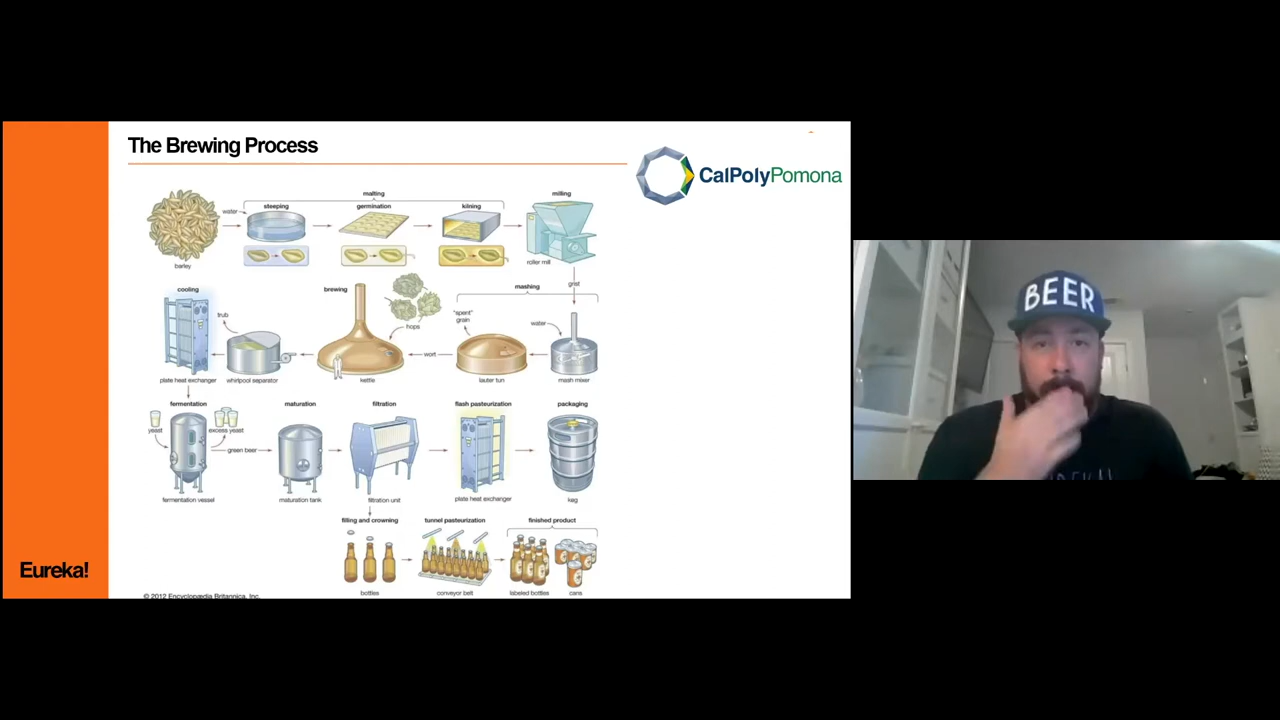 The Brewing Process
CalPolyPomona
malting
milling
steeping
germination
kilning
water
barley
roller mill
grist
cooling
brewing
mashing
trub
"spent"
grain
water
hops
wort
plate heat exchanger
whirlpool separator
kettle
lauter tun
mash mixer
fermentation
maturation
filtration
flash pasteurization
packaging
yeast
excess yeast
green beer
fermentation vessel
maturation tank
filtration unit
plate heat exchanger
keg
filling and crowning
tunnel pasteurization
finished product
bottles
conveyor belt
labeled bottles
cans
© 2012 Encyclopædia Britannica, Inc.
Eureka!
BEER